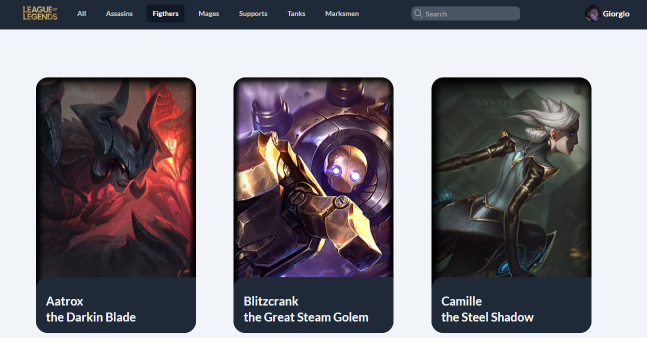 LEAGUE OF
LEGENDS
All Assasins Figthers Mages Supports Tanks Marksmen Search Giorgio
Aatrox
the Darkin Blade
Blitzcrank
the Great Steam Golem
Camille
the Steel Shadow